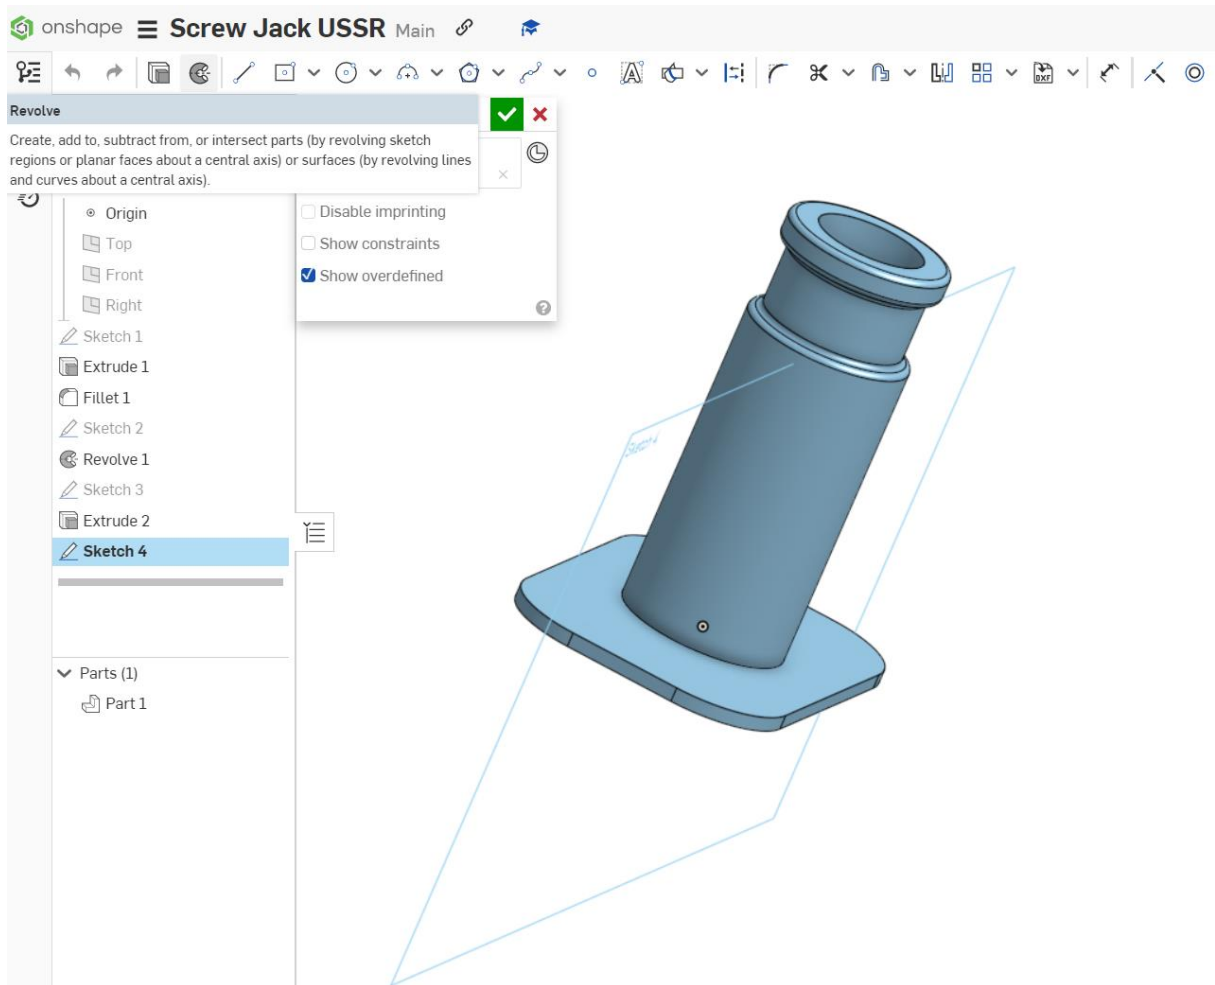 onshape Screw Jack USSR Main
Revolve
Create, add to, subtract from, or intersect parts (by revolving sketch
regions or planar faces about a central axis) or surfaces (by revolving lines
and curves about a central axis).
Origin
Top
Front
Right
Sketch 1
Extrude 1
Fillet 1
Sketch 2
Revolve 1
Sketch 3
Extrude 2
Sketch 4
Disable imprinting
Show constraints
Show overdefined
Sketch 4
Parts (1)
Part 1
DXF